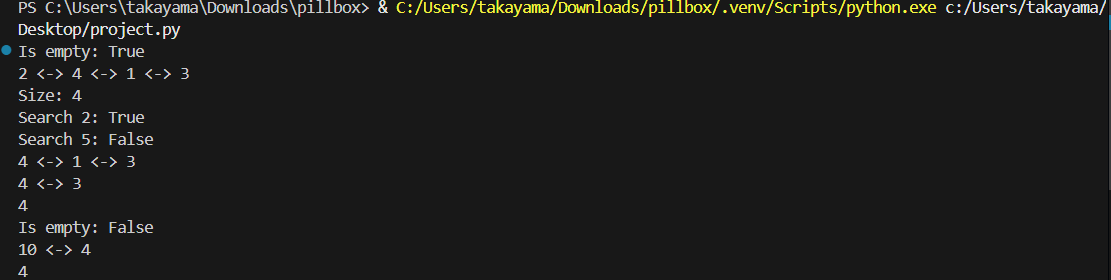 PS C:\Users\takayama\Downloads\pillbox> & C:/Users/takayama/Downloads/pillbox/.venv/Scripts/python.exe c:/Users/takayama/
Desktop/project.py
Is empty: True
2 <-> 4 <-> 1 <-> 3
Size: 4
Search 2: True
Search 5: False
4 <-> 1 <-> 3
4 <-> 3
4
Is empty: False
10 <-> 4
4